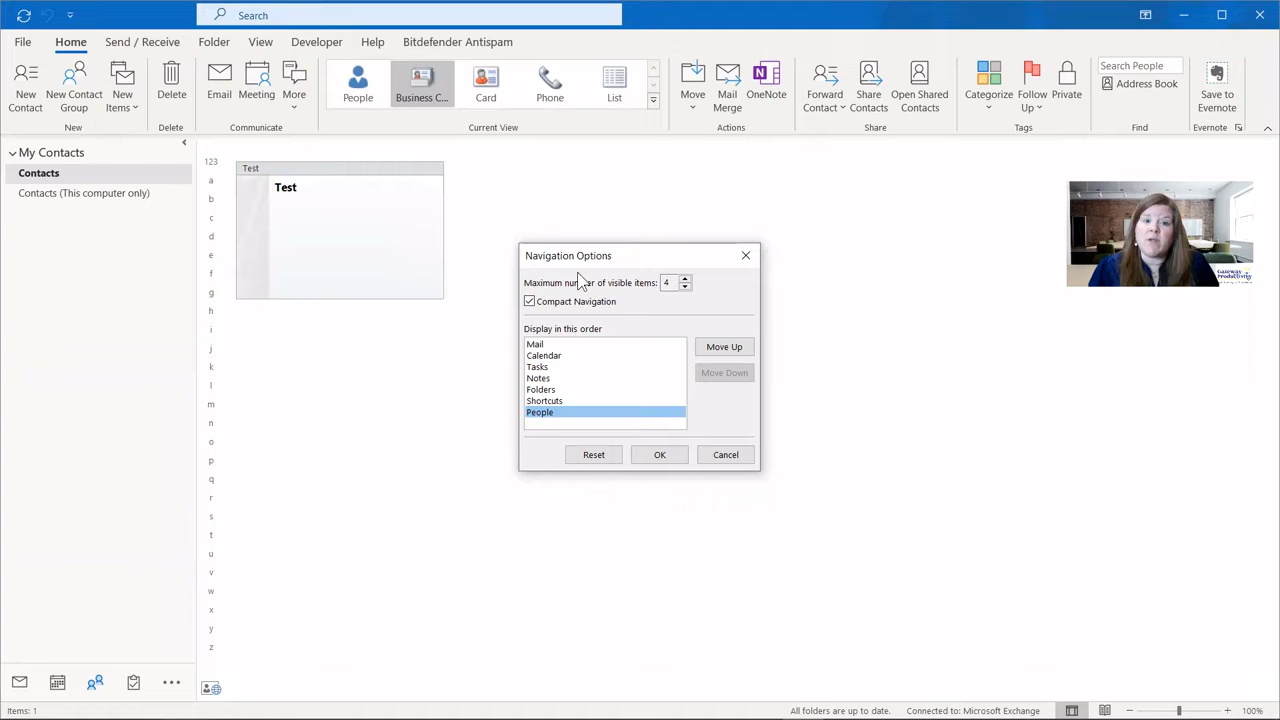 Search
File Home Send / Receive Folder View Developer Help Bitdefender Antispam
New Contact
New Contact Group
New Items
Delete
Email
Meeting
More
People
Business C...
Card
Phone
List
Move
Mail Merge
OneNote
Forward Contact
Share Contacts
Open Shared Contacts
Categorize
Follow Up
Private
Search People
Address Book
Save to Evernote
New Delete Communicate Current View Actions Share Tags Find Evernote
My Contacts
Contacts
Contacts (This computer only)
123
a
b
c
d
e
f
g
h
i
j
k
l
m
n
o
p
q
r
s
t
u
v
w
x
y
z
Test
Test
Navigation Options
Maximum number of visible items: 4
Compact Navigation
Display in this order
Mail
Calendar
Tasks
Notes
Folders
Shortcuts
People
Move Up
Move Down
Reset OK Cancel
Gateway
Productivity
Items: 1 All folders are up to date. Connected to: Microsoft Exchange 100%